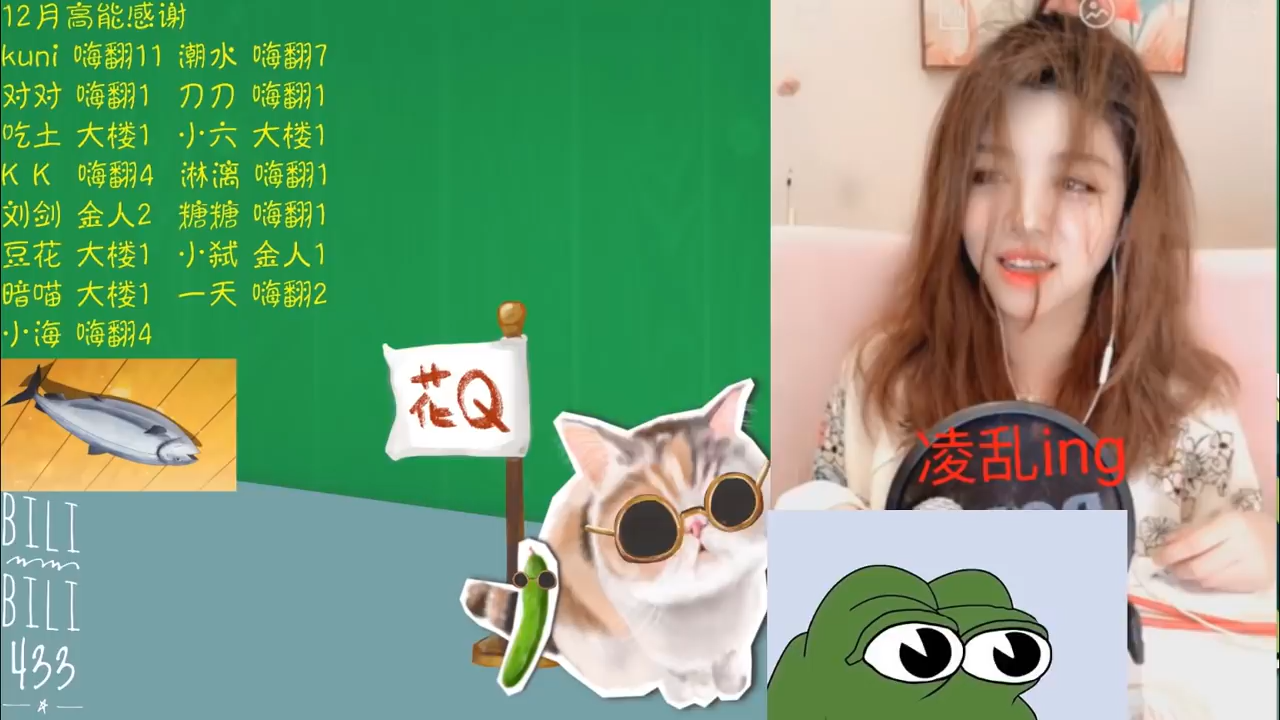 12月高能感谢
kuni 嗨翻11 潮水 嗨翻7
对对 嗨翻1 刀刀 嗨翻1
吃土 大楼1 小六 大楼1
K K 嗨翻4 淋漓 嗨翻1
刘剑 金人2 糖糖 嗨翻1
豆花 大楼1 小弑 金人1
暗喵 大楼1 一天 嗨翻2
小海 嗨翻4
花Q
凌乱ing
BILI
BILI
433